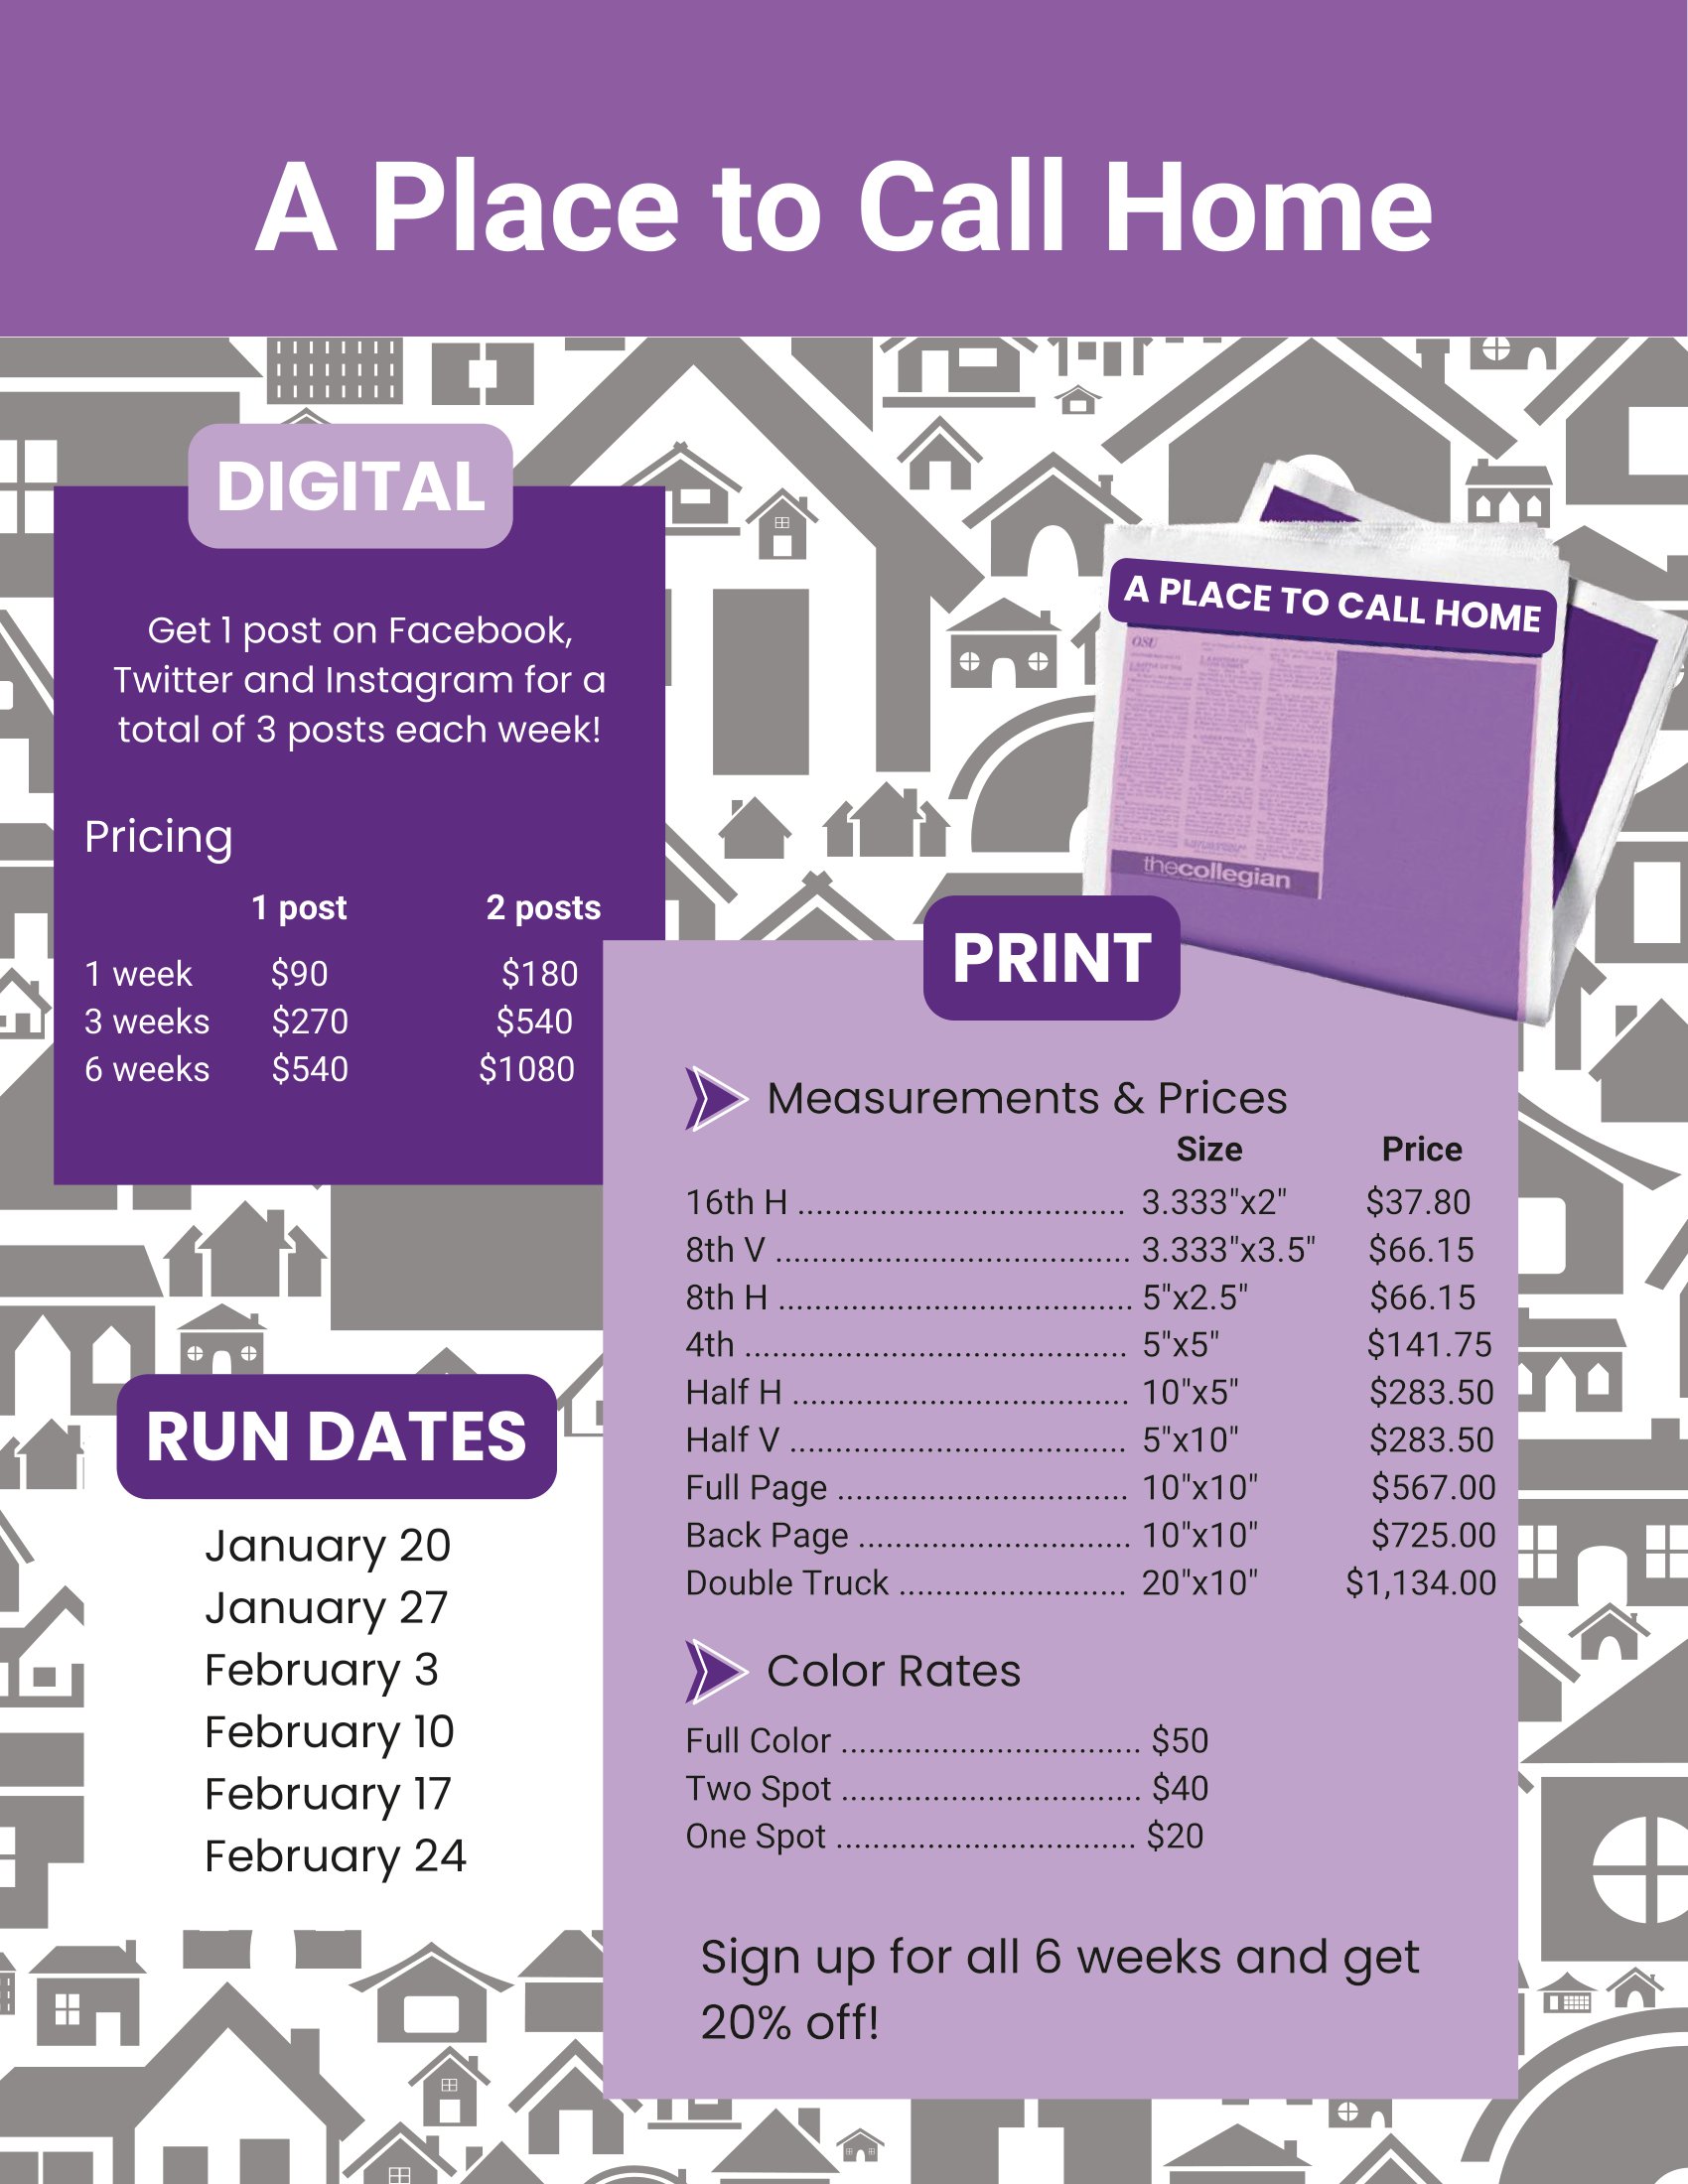 A Place to Call Home
DIGITAL
Get 1 post on Facebook,
Twitter and Instagram for a
total of 3 posts each week!
Pricing
1 post 2 posts
1 week $90 $180
3 weeks $270 $540
6 weeks $540 $1080
A PLACE TO CALL HOME
OSU
thecollegian
PRINT
Measurements & Prices
Size Price
16th H .................................... 3.333"x2" $37.80
8th V ....................................... 3.333"x3.5" $66.15
8th H ....................................... 5"x2.5" $66.15
4th .......................................... 5"x5" $141.75
Half H ..................................... 10"x5" $283.50
Half V ..................................... 5"x10" $283.50
Full Page ................................ 10"x10" $567.00
Back Page .............................. 10"x10" $725.00
Double Truck ......................... 20"x10" $1,134.00
Color Rates
Full Color ................................. $50
Two Spot ................................. $40
One Spot ................................. $20
Sign up for all 6 weeks and get
20% off!
RUN DATES
January 20
January 27
February 3
February 10
February 17
February 24